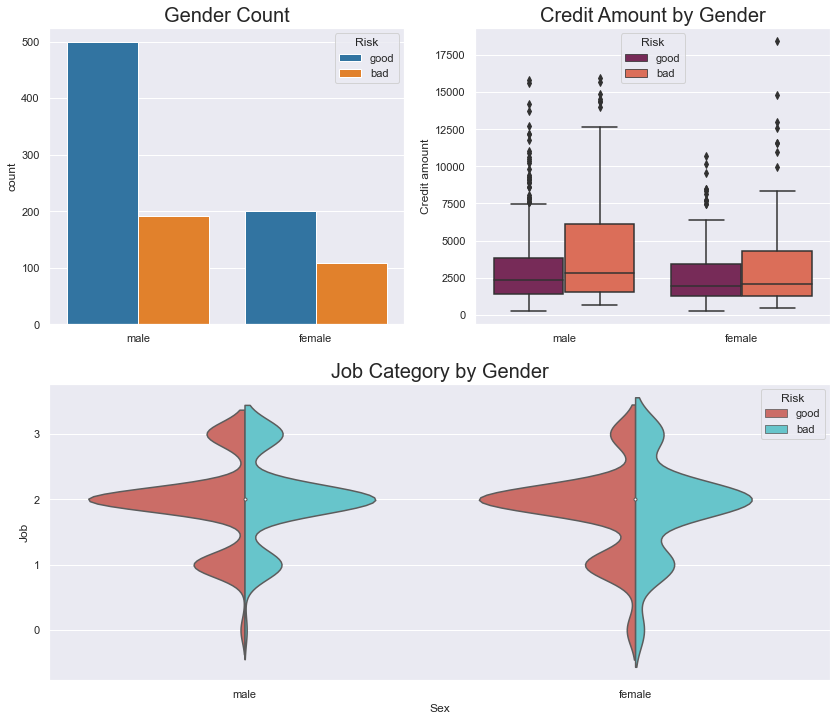 Gender Count
Risk
good
bad
500
400
300
200
100
0
count
male
female
Credit Amount by Gender
Risk
good
bad
17500
15000
12500
10000
7500
5000
2500
0
Credit amount
male
female
Job Category by Gender
Risk
good
bad
3
2
1
0
Job
male
female
Sex